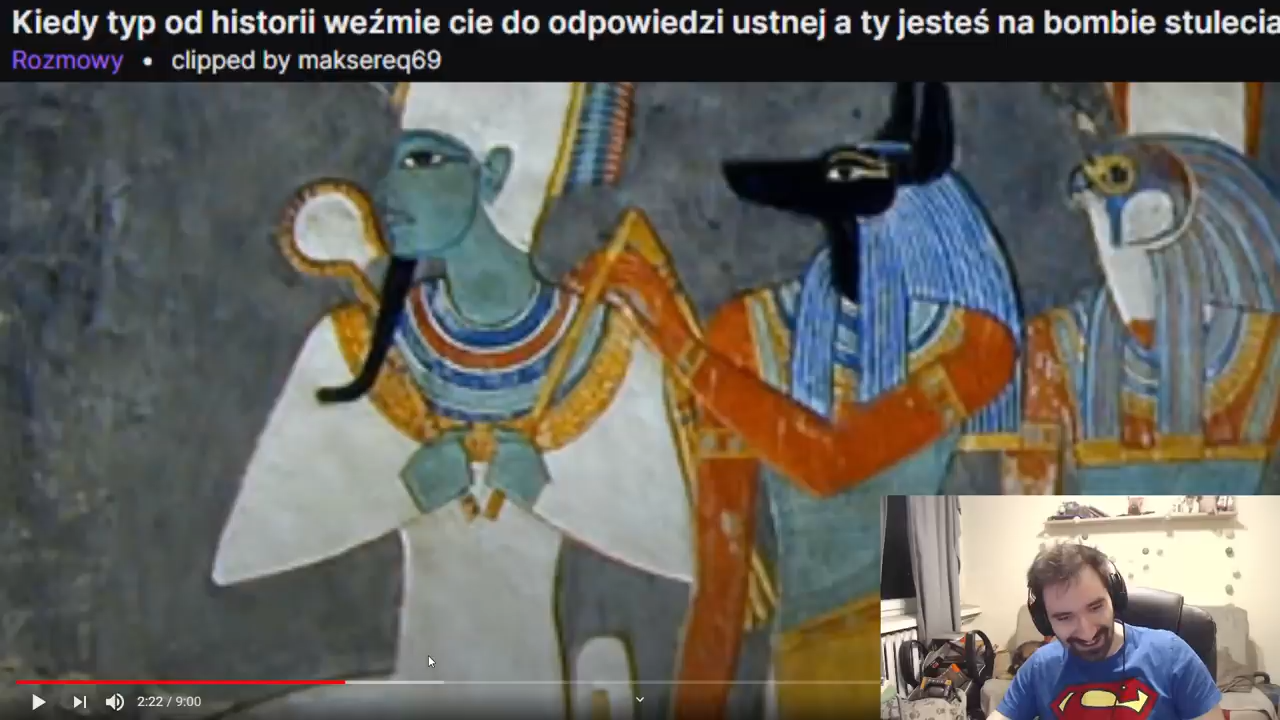 Kiedy typ od historii weźmie cie do odpowiedzi ustnej a ty jesteś na bombie stulecia
Rozmowy • clipped by maksereq69
2:22 / 9:00